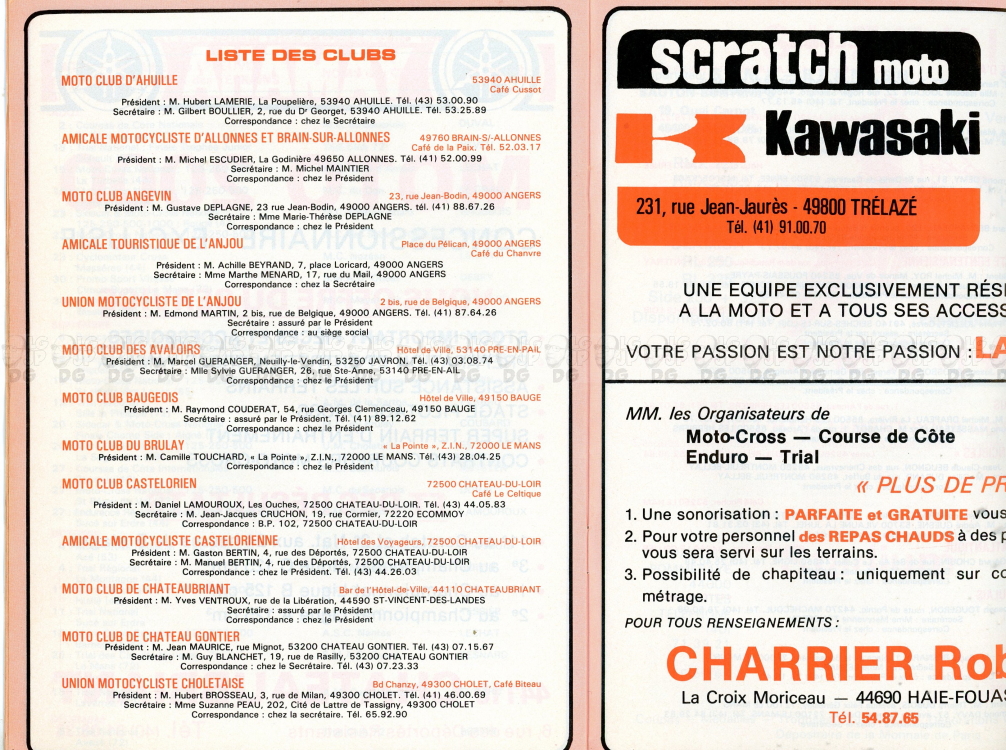 LISTE DES CLUBS
MOTO CLUB D'AHUILLE 53940 AHUILLE
Café Cussot
Président : M. Hubert LAMERIE, La Poupelière, 53940 AHUILLE. Tél. (43) 53.00.90
Secrétaire : M. Gilbert BOULLIER, 2, rue du Dr Georget, 53940 AHUILLE. Tél. 53.25.89
Correspondance : chez le Secrétaire
AMICALE MOTOCYCLISTE D'ALLONNES ET BRAIN-SUR-ALLONNES 49760 BRAIN-S/-ALLONNES
Café de la Paix. Tél. 52.03.17
Président : M. Michel ESCUDIER, La Godinière 49650 ALLONNES. Tél. (41) 52.00.99
Secrétaire : M. Michel MAINTIER
Correspondance : chez le Président
MOTO CLUB ANGEVIN 23, rue Jean-Bodin, 49000 ANGERS
Président : M. Gustave DEPLAGNE, 23, rue Jean-Bodin, 49000 ANGERS. tél. (41) 88.67.26
Secrétaire : Mme Marie-Thérèse DEPLAGNE
Correspondance : chez le Président
AMICALE TOURISTIQUE DE L'ANJOU Place du Pélican, 49000 ANGERS
Café du Chanvre
Président : M. Achille BEYRAND, 7, place Loricard, 49000 ANGERS
Secrétaire : Mme Marthe MENARD, 17, rue du Mail, 49000 ANGERS
Correspondance : chez la Secrétaire
UNION MOTOCYCLISTE DE L'ANJOU 2 bis, rue de Belgique, 49000 ANGERS
Président : M. Edmond MARTIN, 2 bis, rue de Belgique, 49000 ANGERS. Tél. (41) 87.64.26
Secrétaire : assuré par le Président
Correspondance : au siège social
MOTO CLUB DES AVALOIRS Hôtel de Ville, 53140 PRE-EN-PAIL
Président : M. Marcel GUERANGER, Neuilly-le-Vendin, 53250 JAVRON. Tél. (43) 03.08.74
Secrétaire : Mlle Sylvie GUERANGER, 26, rue Ste-Anne, 53140 PRE-EN-AIL
Correspondance : chez le Président
MOTO CLUB BAUGEOIS Hôtel de Ville, 49150 BAUGE
Président : M. Raymond COUDERAT, 54, rue Georges Clemenceau, 49150 BAUGE
Secrétaire : assuré par le Président. Tél. (41) 89.12.62
Correspondance : chez le Président
MOTO CLUB DU BRULAY « La Pointe », Z.I.N., 72000 LE MANS
Président : M. Camille TOUCHARD, « La Pointe », Z.I.N., 72000 LE MANS. Tél. (43) 28.04.25
Correspondance : chez le Président
MOTO CLUB CASTELORIEN 72500 CHATEAU-DU-LOIR
Café Le Celtique
Président : M. Daniel LAMOUROUX, Les Ouches, 72500 CHATEAU-DU-LOIR. Tél. (43) 44.05.83
Secrétaire : M. Jean-Jacques CRUCHON, 19, rue Cormier, 72220 ECOMMOY
Correspondance : B.P. 102, 72500 CHATEAU-DU-LOIR
AMICALE MOTOCYCLISTE CASTELORIENNE Hôtel des Voyageurs, 72500 CHATEAU-DU-LOIR
Président : M. Gaston BERTIN, 4, rue des Déportés, 72500 CHATEAU-DU-LOIR
Secrétaire : M. Manuel BERTIN, 4, rue des Déportés, 72500 CHATEAU-DU-LOIR
Correspondance : chez le Président. Tél. (43) 44.26.03
MOTO CLUB DE CHATEAUBRIANT Bar de l'Hôtel-de-Ville, 44110 CHATEAUBRIANT
Président : M. Yves VENTROUX, rue de la Libération, 44590 ST-VINCENT-DES-LANDES
Secrétaire : assuré par le Président
Correspondance : chez le Président
MOTO CLUB DE CHATEAU GONTIER
Président : M. Jean MAURICE, rue Mignot, 53200 CHATEAU GONTIER. Tél. (43) 07.15.67
Secrétaire : M. Guy BLANCHET, 19, rue de Rasilly, 53200 CHATEAU GONTIER
Correspondance : chez le Secrétaire. Tél. (43) 07.23.33
UNION MOTOCYCLISTE CHOLETAISE Bd Chanzy, 49300 CHOLET, Café Biteau
Président : M. Hubert BROSSEAU, 3, rue de Milan, 49300 CHOLET. Tél. (41) 46.00.69
Secrétaire : Mme Suzanne PEAU, 202, Cité de Lattre de Tassigny, 49300 CHOLET
Correspondance : chez la secrétaire. Tél. 65.92.90
scratch moto
Kawasaki
231, rue Jean-Jaurès - 49800 TRÉLAZÉ
Tél. (41) 91.00.70
UNE EQUIPE EXCLUSIVEMENT RÉSE
A LA MOTO ET A TOUS SES ACCESS
VOTRE PASSION EST NOTRE PASSION : LA
MM. les Organisateurs de
Moto-Cross — Course de Côte
Enduro — Trial
« PLUS DE PR
1. Une sonorisation : PARFAITE et GRATUITE vous
2. Pour votre personnel des REPAS CHAUDS à des p
vous sera servi sur les terrains.
3. Possibilité de chapiteau : uniquement sur co
métrage.
POUR TOUS RENSEIGNEMENTS :
CHARRIER Rob
La Croix Moriceau — 44690 HAIE-FOUAS
Tél. 54.87.65